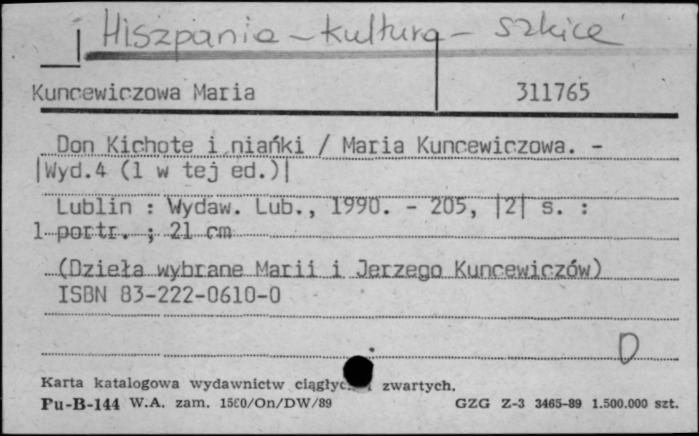 Hiszpania - kultura - szkice
Kuncewiczowa Maria 311765
Don Kichote i niańki / Maria Kuncewiczowa. -
|Wyd.4 (1 w tej ed.)|
Lublin : Wydaw. Lub., 1990. - 205, |2| s. :
1 portr. ; 21 cm
(Dzieła wybrane Marii i Jerzego Kuncewiczów)
ISBN 83-222-0610-0
D
Karta katalogowa wydawnictw ciągłych i zwartych.
Pu-B-144 W.A. zam. 1560/On/DW/89 GZG Z-3 3465-89 1.500.000 szt.